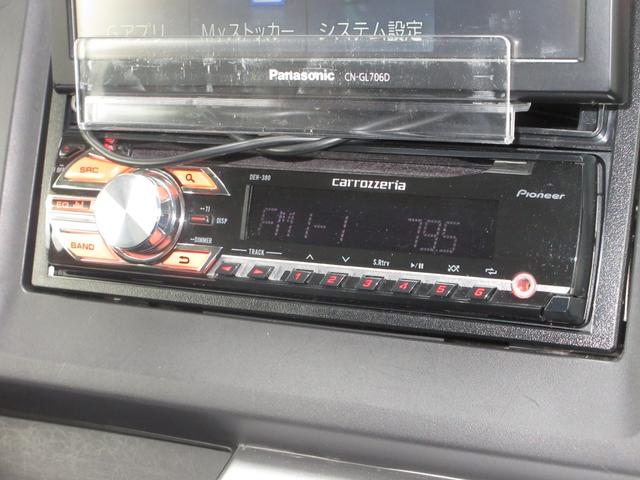 Gアプリ Myストッカー システム設定
Panasonic CN-GL706D
SRC
DEH-380 carrozzeria Pioneer
EQ
DISP
FM1-1 795
BAND
DIMMER
TRACK S.Rtrv
1 2 3 4 5 6